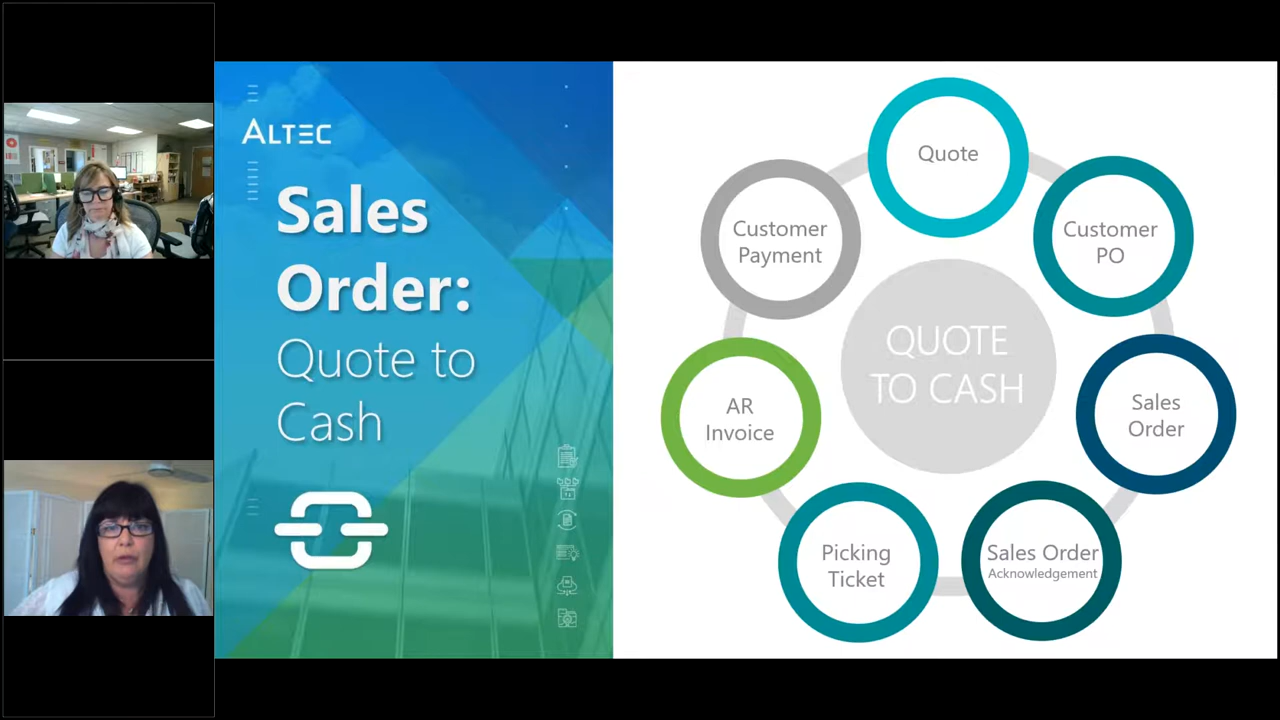 ALTEC
Sales
Order:
Quote to
Cash
Quote
Customer
PO
Sales
Order
Sales Order
Acknowledgement
Picking
Ticket
AR
Invoice
Customer
Payment
QUOTE
TO CASH